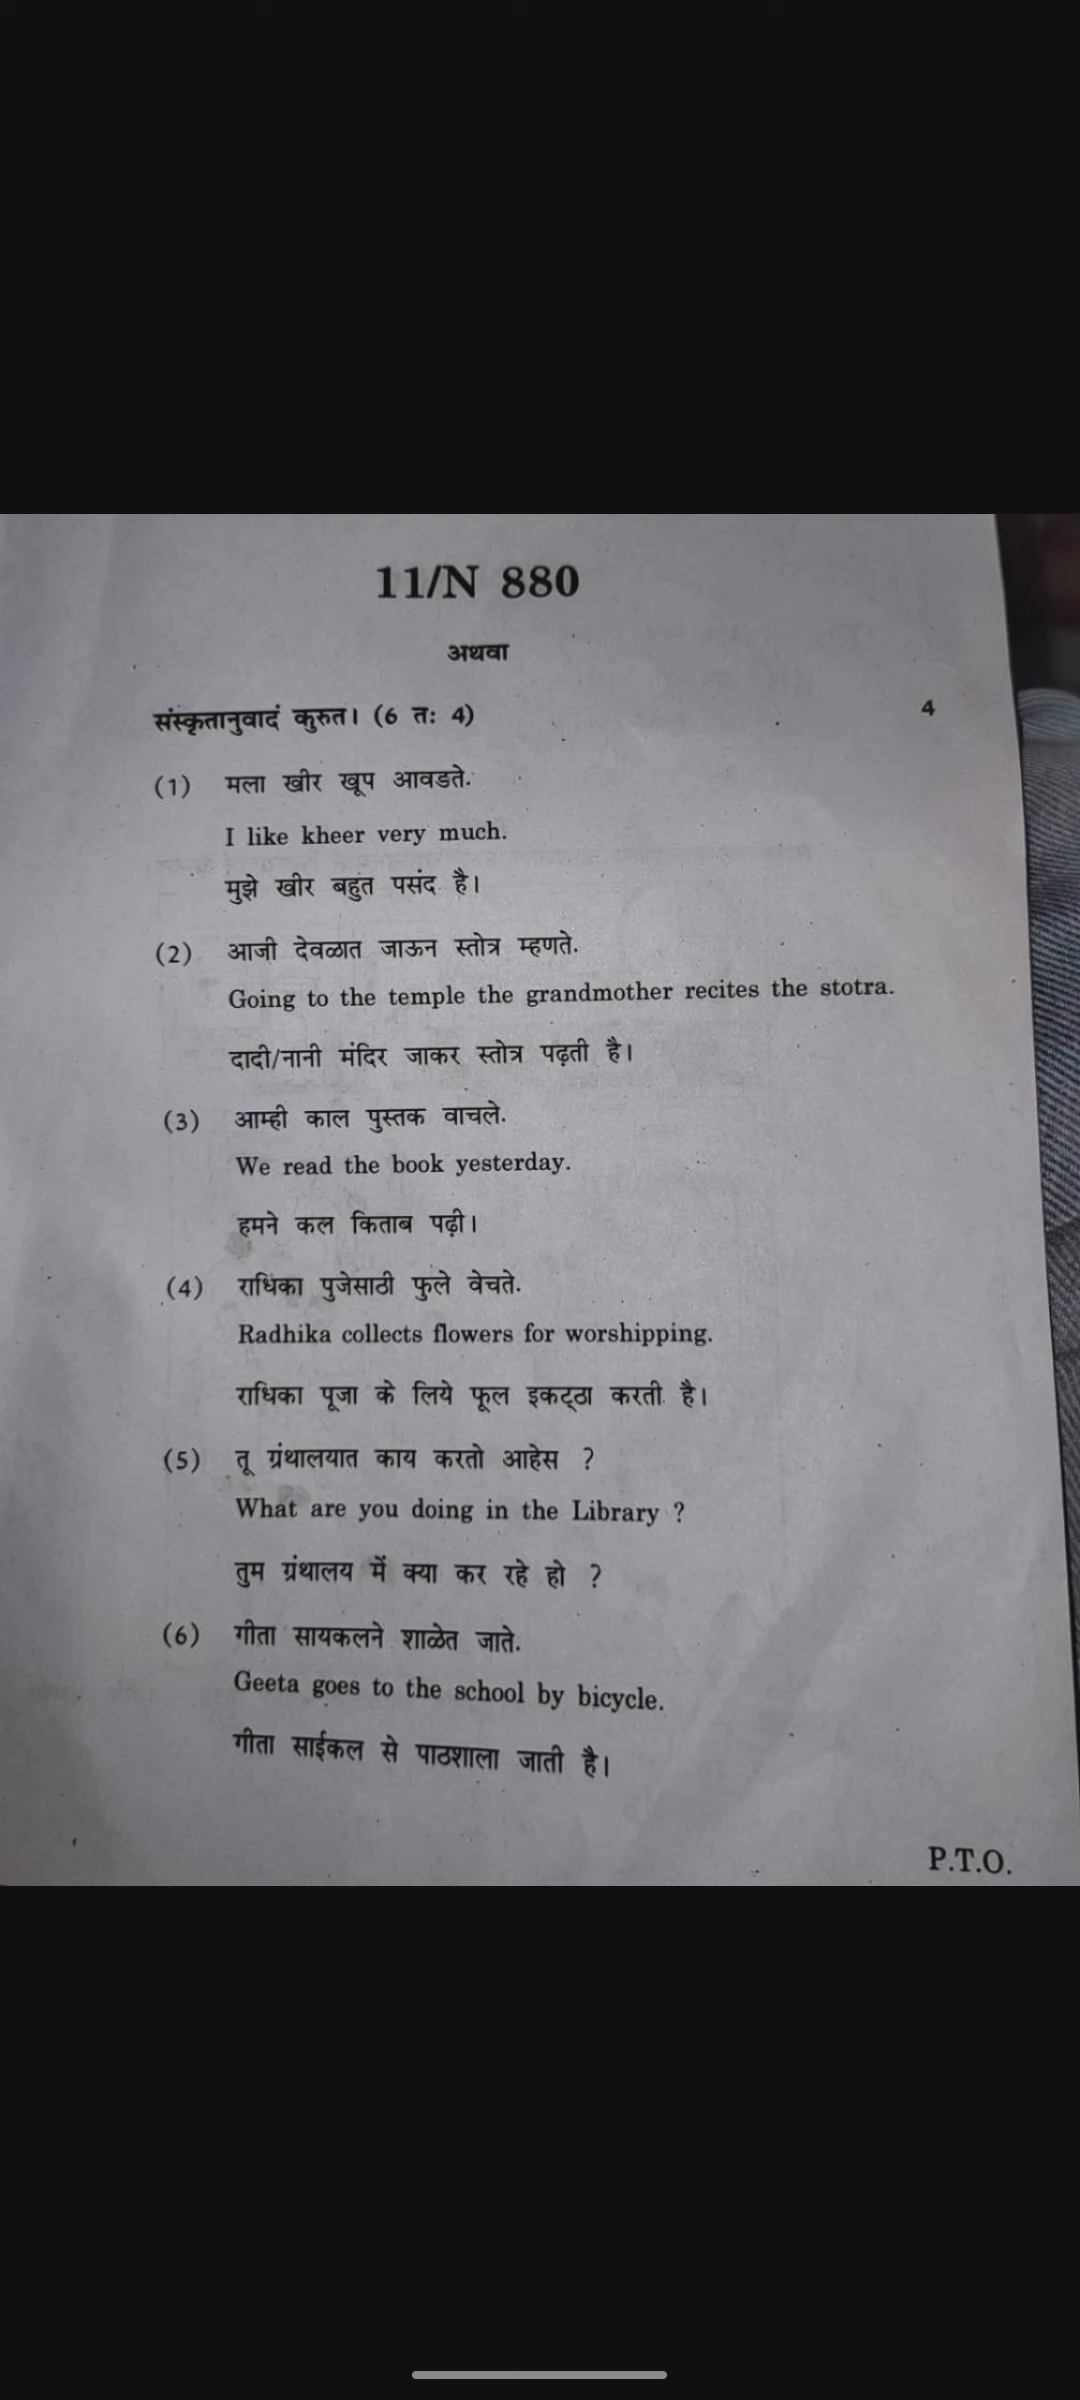 11/N 880
अथवा
संस्कृतानुवादं कुरुत। (6 तः 4) 4
(1) मला खीर खूप आवडते.
I like kheer very much.
मुझे खीर बहुत पसंद है।
(2) आजी देवळात जाऊन स्तोत्र म्हणते.
Going to the temple the grandmother recites the stotra.
दादी/नानी मंदिर जाकर स्तोत्र पढ़ती है।
(3) आम्ही काल पुस्तक वाचले.
We read the book yesterday.
हमने कल किताब पढ़ी।
(4) राधिका पुजेसाठी फुले वेचते.
Radhika collects flowers for worshipping.
राधिका पूजा के लिये फूल इकट्ठा करती है।
(5) तू ग्रंथालयात काय करतो आहेस ?
What are you doing in the Library ?
तुम ग्रंथालय में क्या कर रहे हो ?
(6) गीता सायकलने शाळेत जाते.
Geeta goes to the school by bicycle.
गीता साईकल से पाठशाला जाती है।
P.T.O.